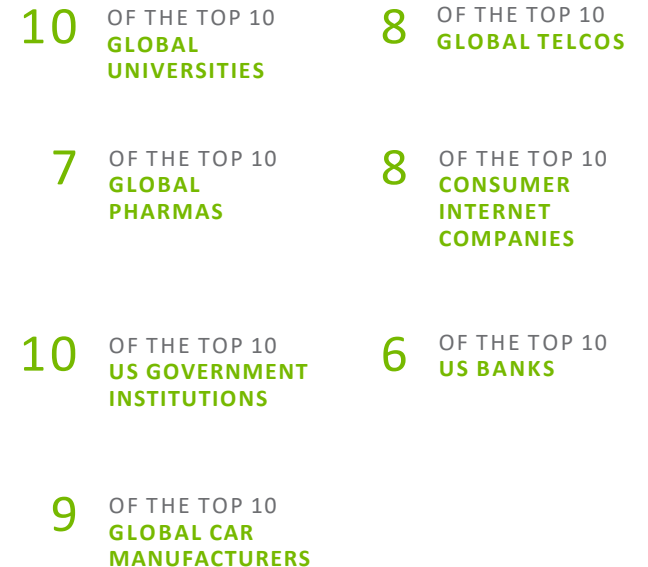 10 OF THE TOP 10
GLOBAL
UNIVERSITIES
8 OF THE TOP 10
GLOBAL TELCOS
7 OF THE TOP 10
GLOBAL
PHARMAS
8 OF THE TOP 10
CONSUMER
INTERNET
COMPANIES
10 OF THE TOP 10
US GOVERNMENT
INSTITUTIONS
6 OF THE TOP 10
US BANKS
9 OF THE TOP 10
GLOBAL CAR
MANUFACTURERS